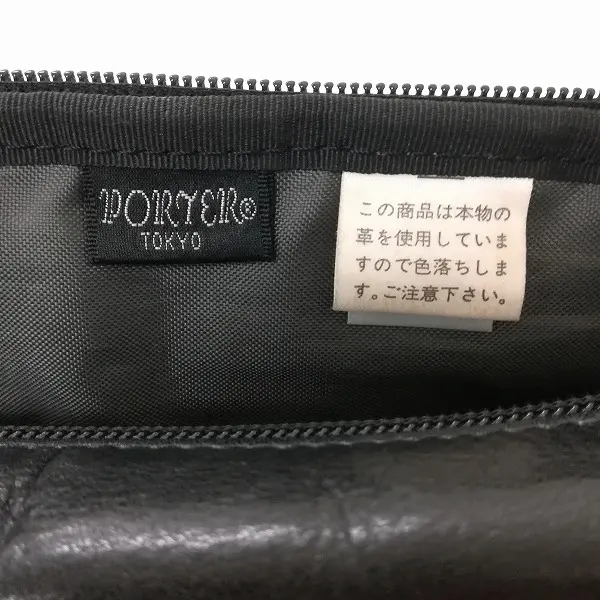 PORTER®
TOKYO
この商品は本物の
革を使用していま
すので色落ちしま
す。ご注意下さい。